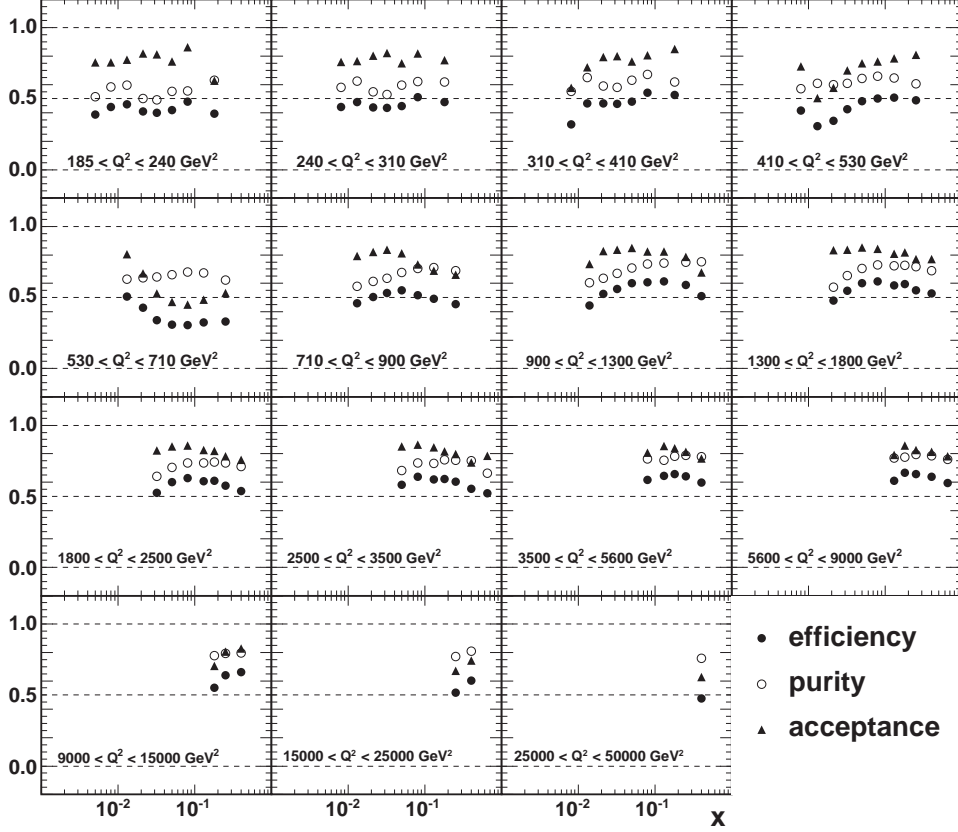 1.0
0.5
0.0
185 < Q² < 240 GeV²
240 < Q² < 310 GeV²
310 < Q² < 410 GeV²
410 < Q² < 530 GeV²
1.0
0.5
0.0
530 < Q² < 710 GeV²
710 < Q² < 900 GeV²
900 < Q² < 1300 GeV²
1300 < Q² < 1800 GeV²
1.0
0.5
0.0
1800 < Q² < 2500 GeV²
2500 < Q² < 3500 GeV²
3500 < Q² < 5600 GeV²
5600 < Q² < 9000 GeV²
1.0
0.5
0.0
9000 < Q² < 15000 GeV²
15000 < Q² < 25000 GeV²
25000 < Q² < 50000 GeV²
efficiency
purity
acceptance
10⁻² 10⁻¹ 10⁻² 10⁻¹ 10⁻² 10⁻¹ x